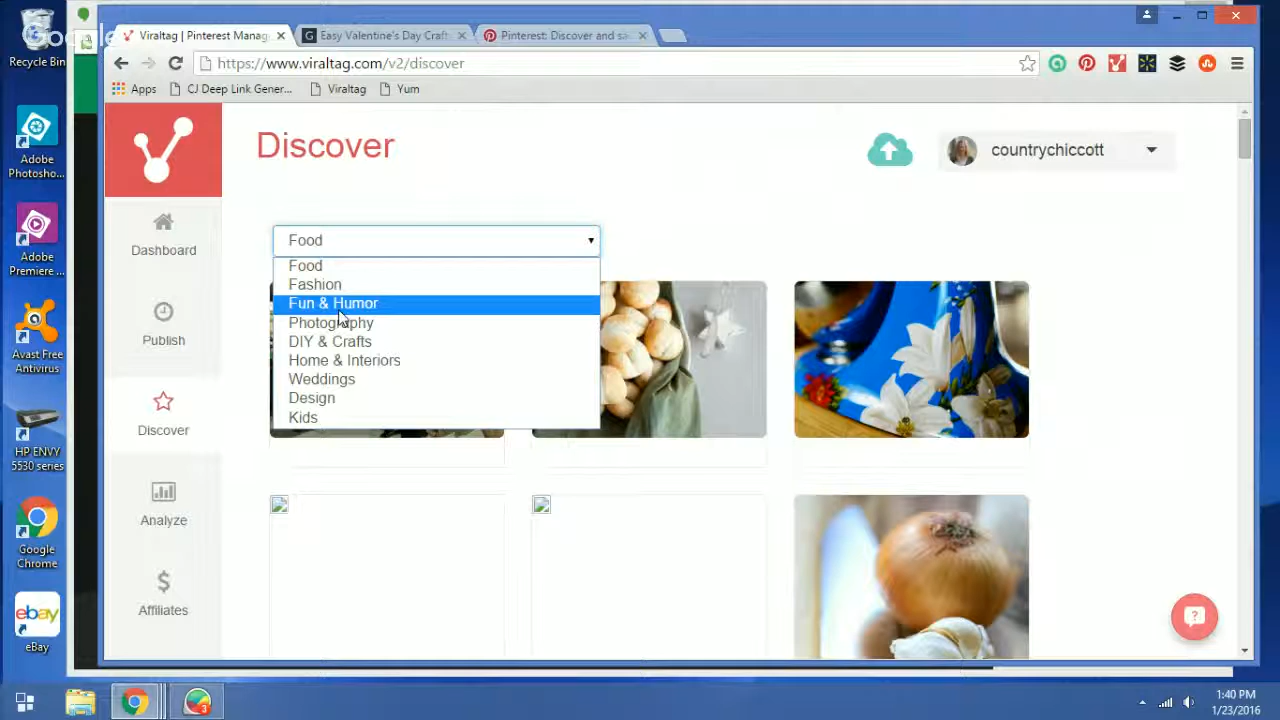 Google
Recycle Bin
Adobe
Photosho...
Adobe
Premiere ...
Avast Free
Antivirus
HP ENVY
5530 series
Google
Chrome
ebay
eBay
Viraltag | Pinterest Manag
Easy Valentine's Day Craft
Pinterest: Discover and sa
https://www.viraltag.com/v2/discover
Apps
CJ Deep Link Gener...
Viraltag
Yum
Discover
countrychiccott
Dashboard
Publish
Discover
Analyze
$
Affiliates
Food
Food
Fashion
Fun & Humor
Photography
DIY & Crafts
Home & Interiors
Weddings
Design
Kids
?
3
1:40 PM
1/23/2016